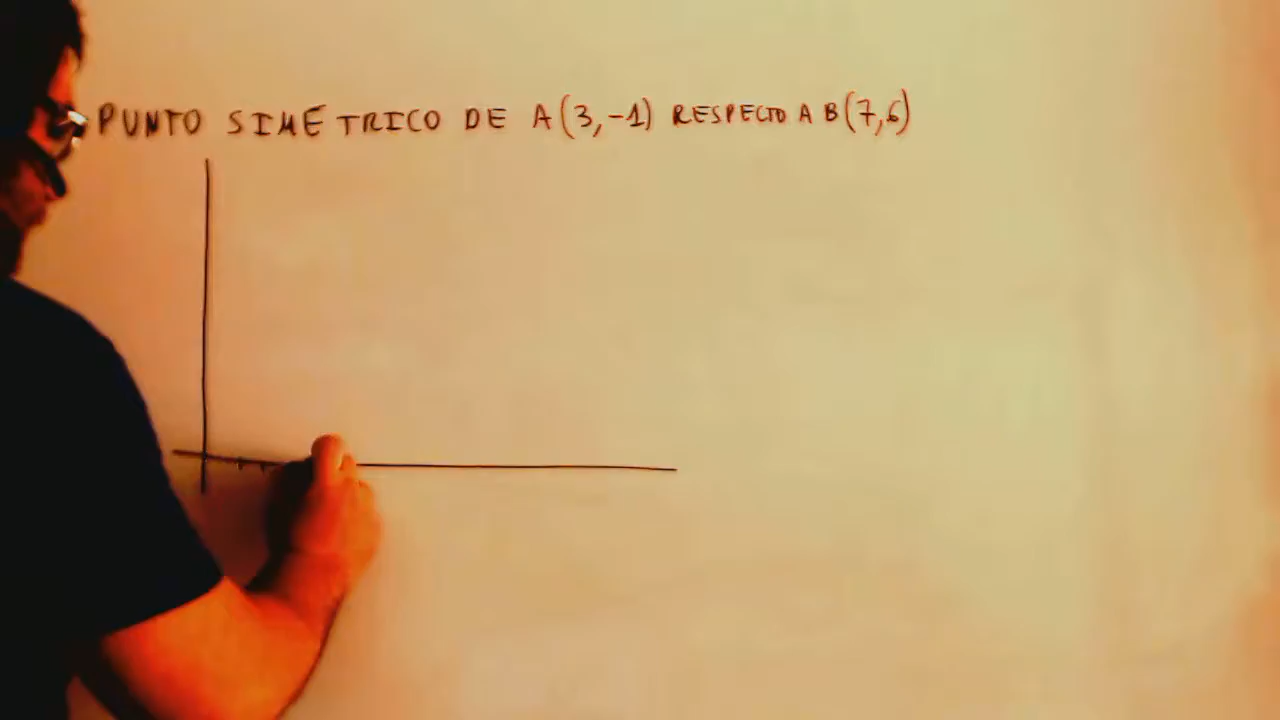 PUNTO SIMETRICO DE A(3,-1) RESPECTO A B(7,6)